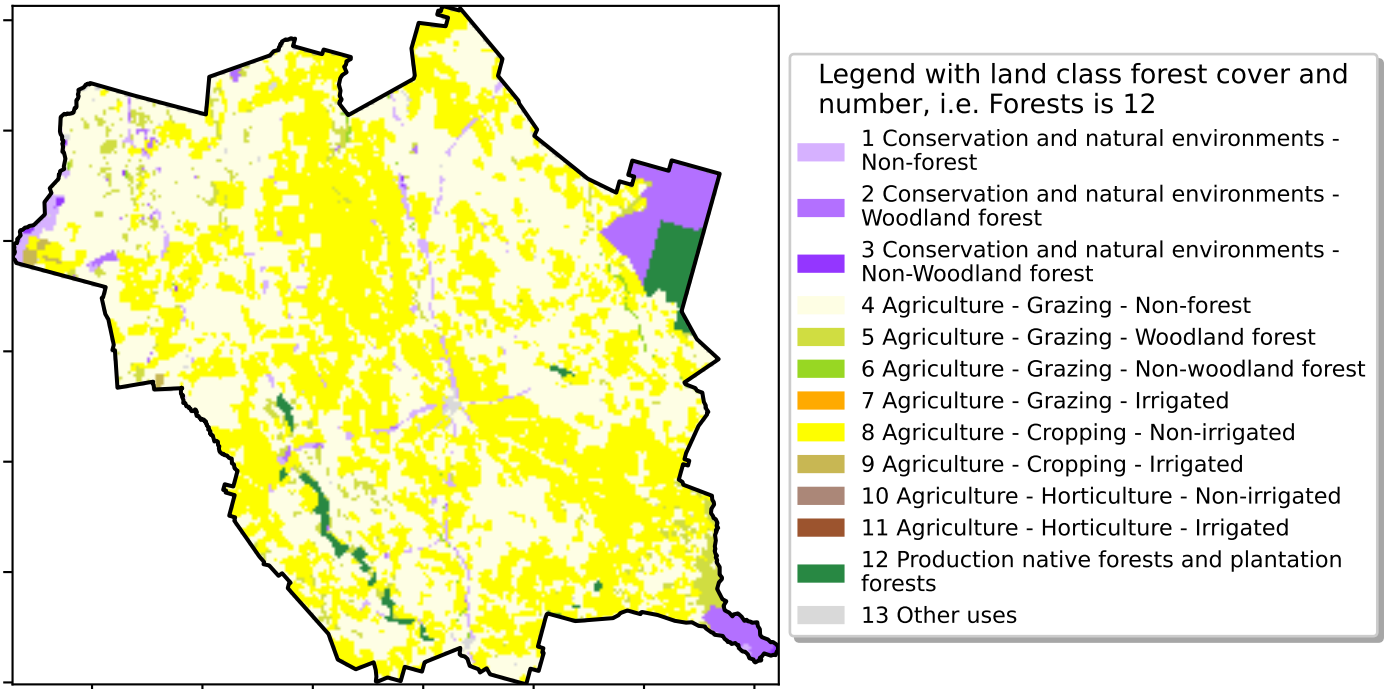 Legend with land class forest cover and
number, i.e. Forests is 12
1 Conservation and natural environments -
Non-forest
2 Conservation and natural environments -
Woodland forest
3 Conservation and natural environments -
Non-Woodland forest
4 Agriculture - Grazing - Non-forest
5 Agriculture - Grazing - Woodland forest
6 Agriculture - Grazing - Non-woodland forest
7 Agriculture - Grazing - Irrigated
8 Agriculture - Cropping - Non-irrigated
9 Agriculture - Cropping - Irrigated
10 Agriculture - Horticulture - Non-irrigated
11 Agriculture - Horticulture - Irrigated
12 Production native forests and plantation
forests
13 Other uses